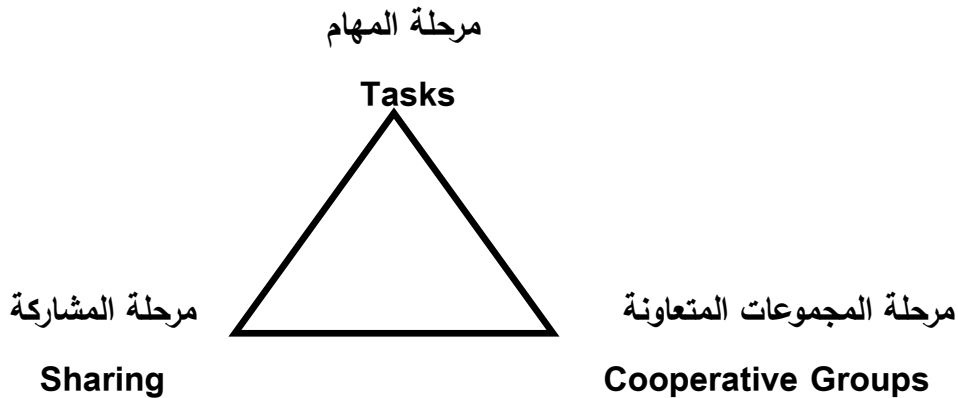 مرحلة المهام
Tasks
مرحلة المجموعات المتعاونة
Cooperative Groups
مرحلة المشاركة
Sharing